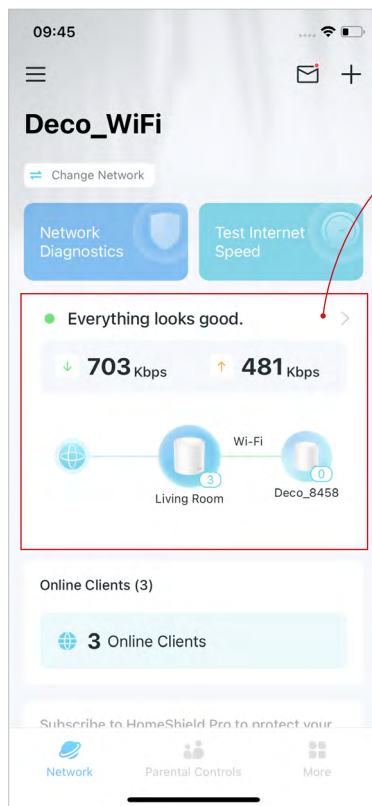 09:45
Deco_WiFi
Change Network
Network
Diagnostics
Test Internet
Speed
Everything looks good.
703 Kbps
481 Kbps
Wi-Fi
3
0
Living Room
Deco_8458
Online Clients (3)
3 Online Clients
Subscribe to HomeShield Pro to protect your
Network
Parental Controls
More